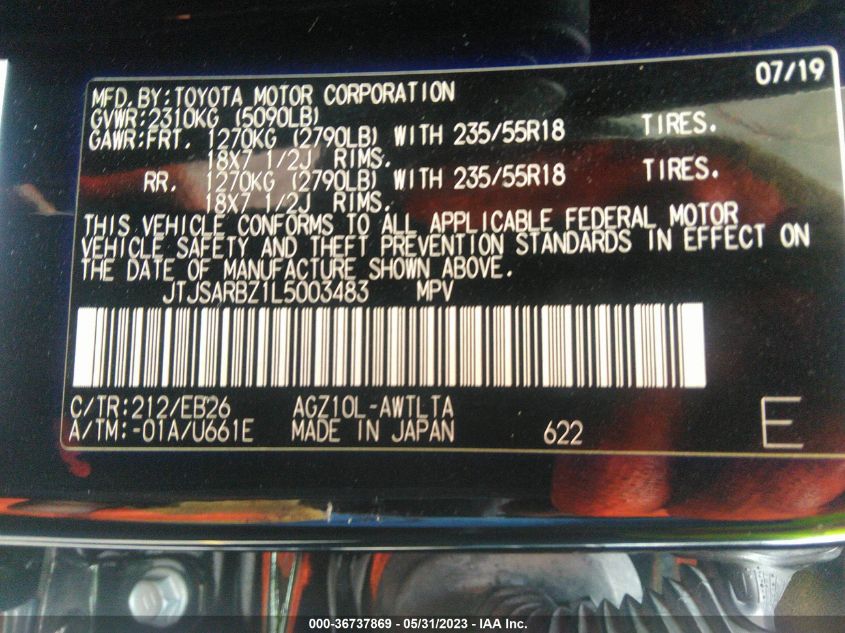 07/19
MFD.BY:TOYOTA MOTOR CORPORATION
GVWR:2310KG (5090LB)
GAWR:FRT. 1270KG (2790LB) WITH 235/55R18 TIRES.
18X7 1/2J RIMS.
RR. 1270KG (2790LB) WITH 235/55R18 TIRES.
18X7 1/2J RIMS.
THIS VEHICLE CONFORMS TO ALL APPLICABLE FEDERAL MOTOR
VEHICLE SAFETY AND THEFT PREVENTION STANDARDS IN EFFECT ON
THE DATE OF MANUFACTURE SHOWN ABOVE.
JTJSARBZ1L5003483 MPV
C/TR:212/EB26 AGZ10L-AWTLTA
A/TM:-01A/U661E MADE IN JAPAN 622 E
000-36737869 - 05/31/2023 - IAA Inc.